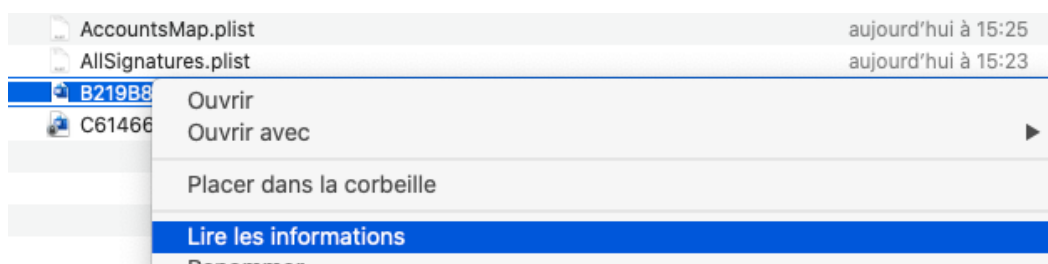 AccountsMap.plist aujourd’hui à 15:25
AllSignatures.plist aujourd’hui à 15:23
B219B8
C61466
Ouvrir
Ouvrir avec
Placer dans la corbeille
Lire les informations